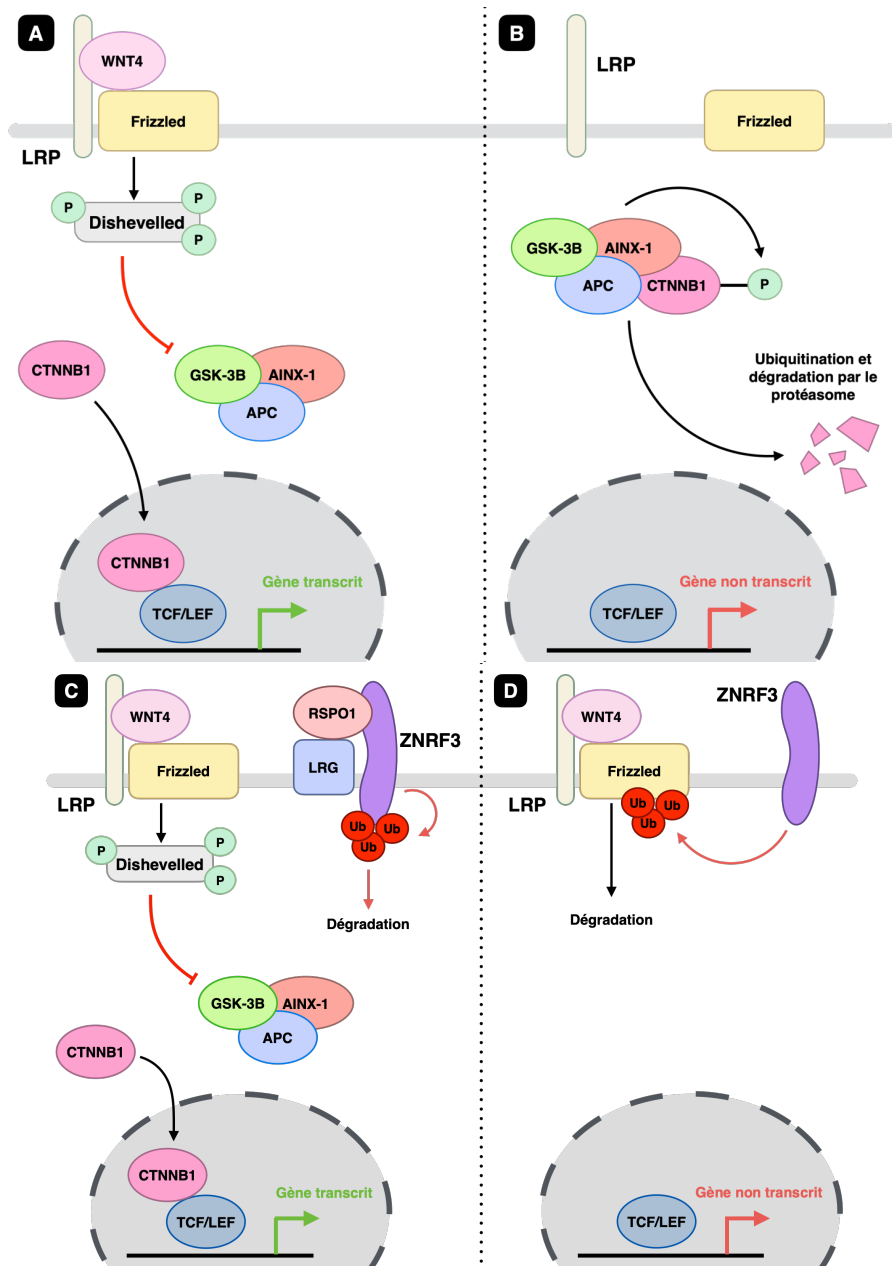 A
WNT4
Frizzled
LRP
P
P
Dishevelled
P
CTNNB1
GSK-3B
AINX-1
APC
CTNNB1
TCF/LEF
Gène transcrit
B
LRP
Frizzled
GSK-3B
AINX-1
APC
CTNNB1
P
Ubiquitination et
dégradation par le
protéasome
TCF/LEF
Gène non transcrit
C
WNT4
Frizzled
LRP
RSPO1
ZNRF3
LRG
P
P
Dishevelled
P
Ub
Ub
Ub
Dégradation
GSK-3B
AINX-1
APC
CTNNB1
CTNNB1
TCF/LEF
Gène transcrit
D
ZNRF3
WNT4
Frizzled
LRP
Ub
Ub
Ub
Dégradation
TCF/LEF
Gène non transcrit